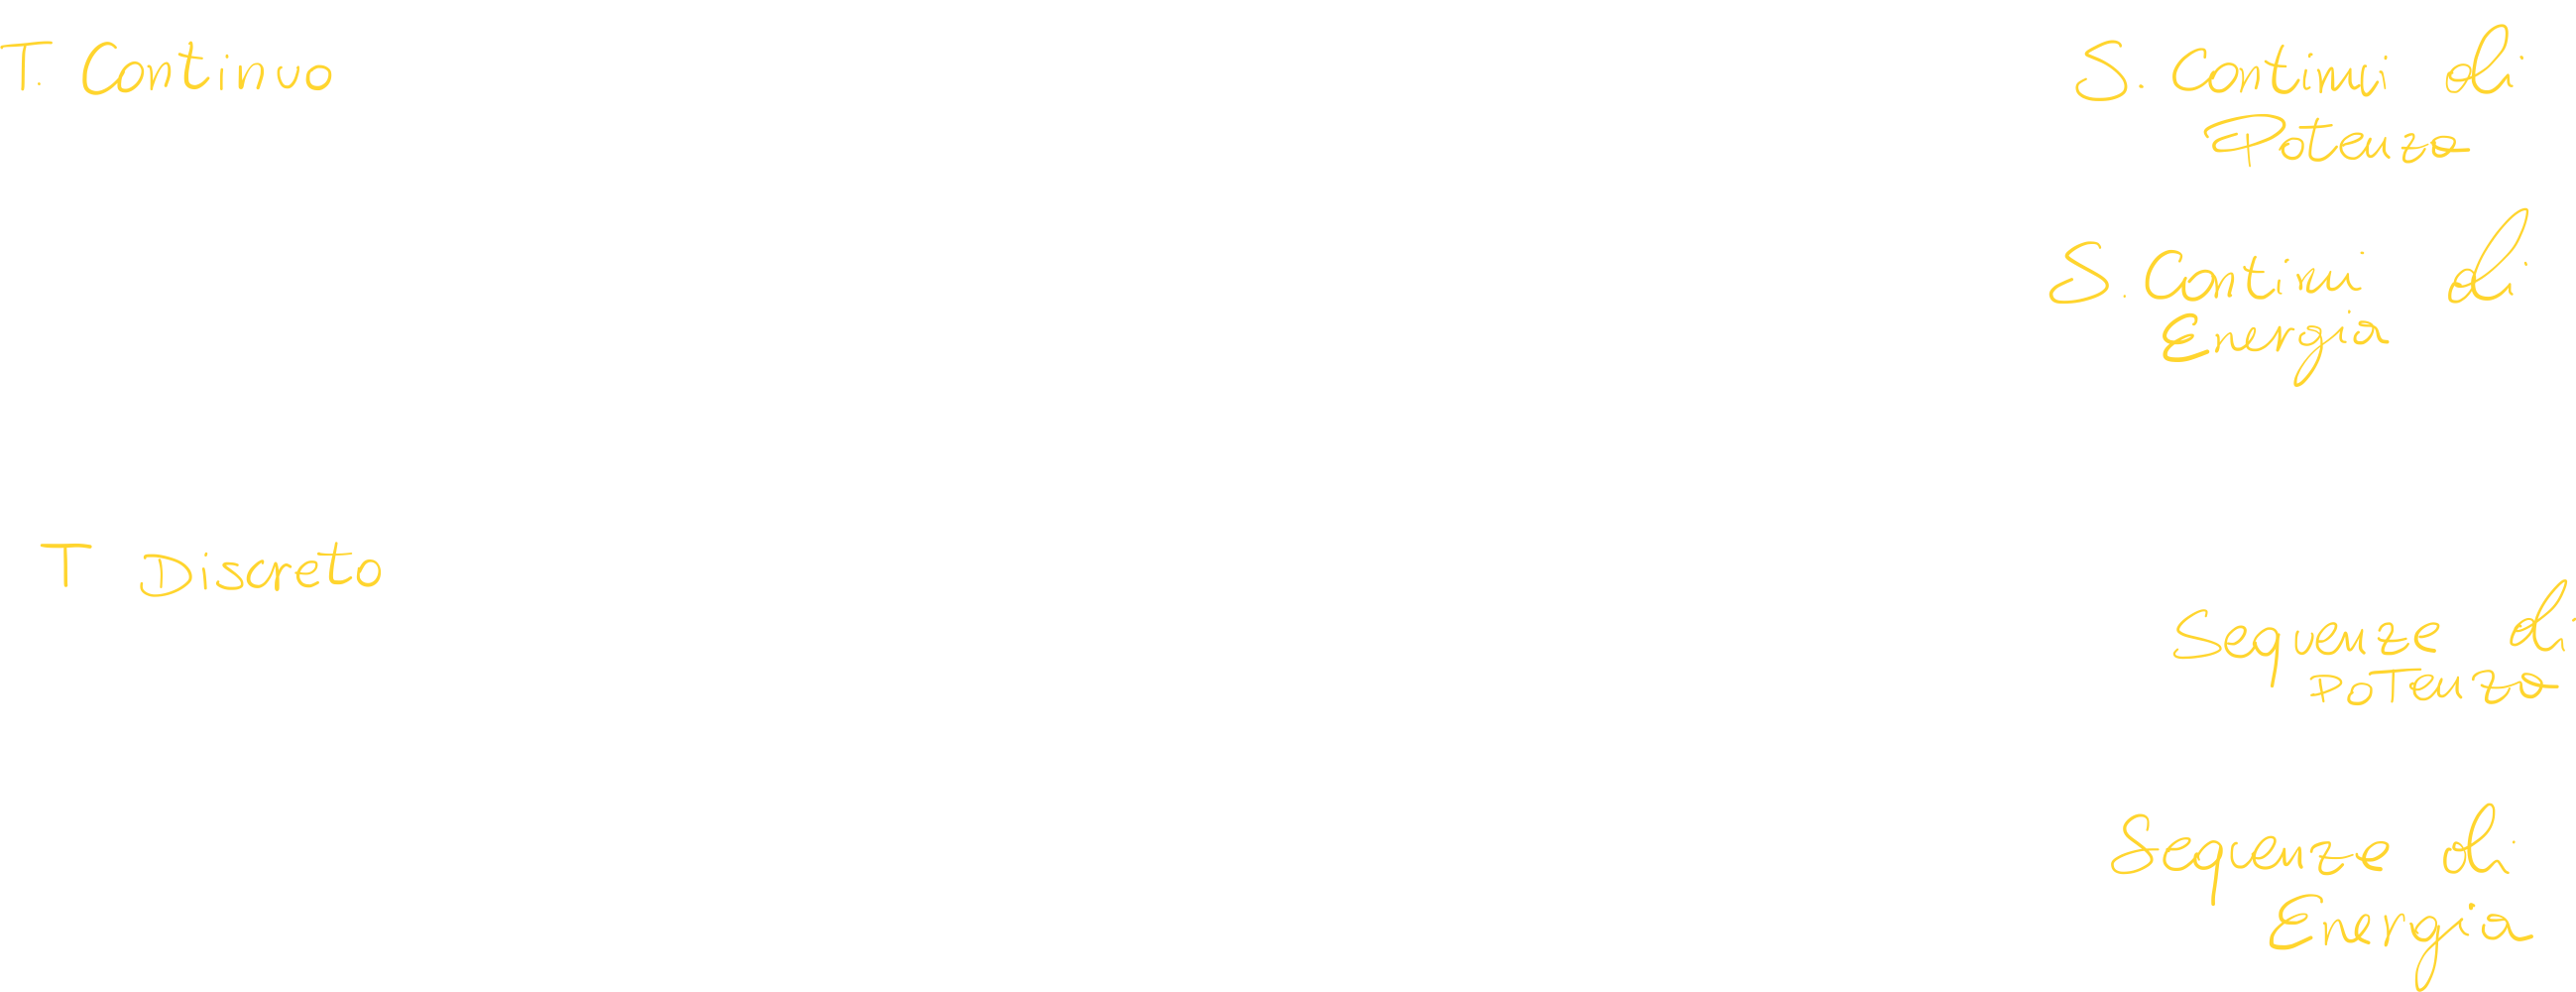 T. Continuo
S. Continui di
Potenza
S. Continui di
Energia
T Discreto
Sequenze di
POTenza
Sequenze di
Energia